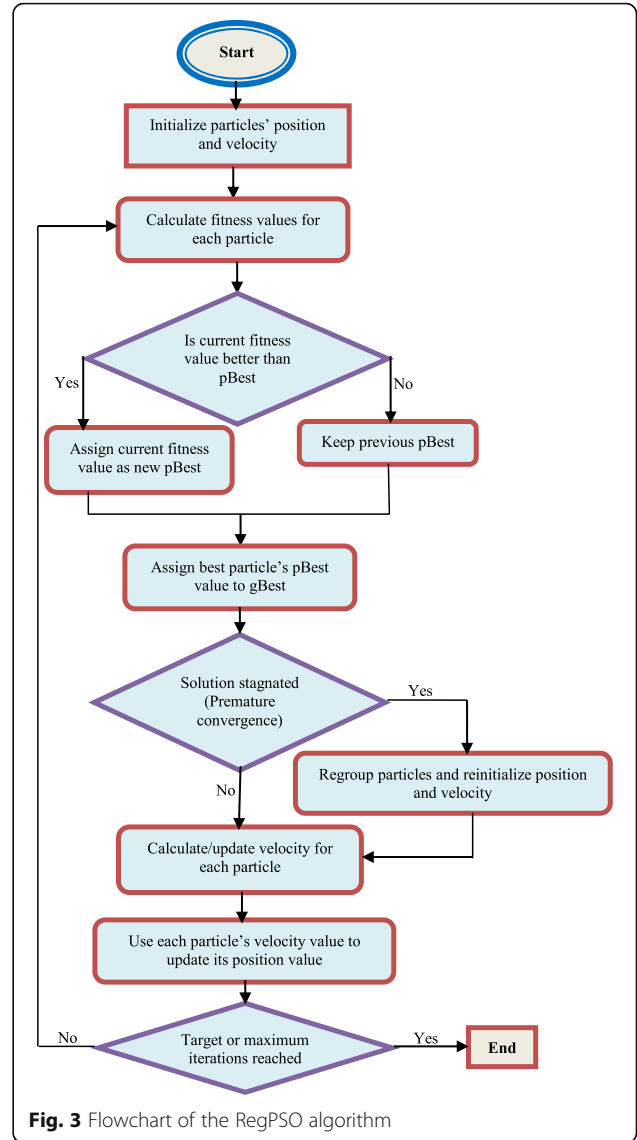 Start
Initialize particles' position
and velocity
Calculate fitness values for
each particle
Is current fitness
value better than
pBest
Yes
No
Assign current fitness
value as new pBest
Keep previous pBest
Assign best particle's pBest
value to gBest
Solution stagnated
(Premature
convergence)
Yes
Regroup particles and reinitialize position
and velocity
No
Calculate/update velocity for
each particle
Use each particle's velocity value to
update its position value
No
Target or maximum
iterations reached
Yes
End
Fig. 3 Flowchart of the RegPSO algorithm